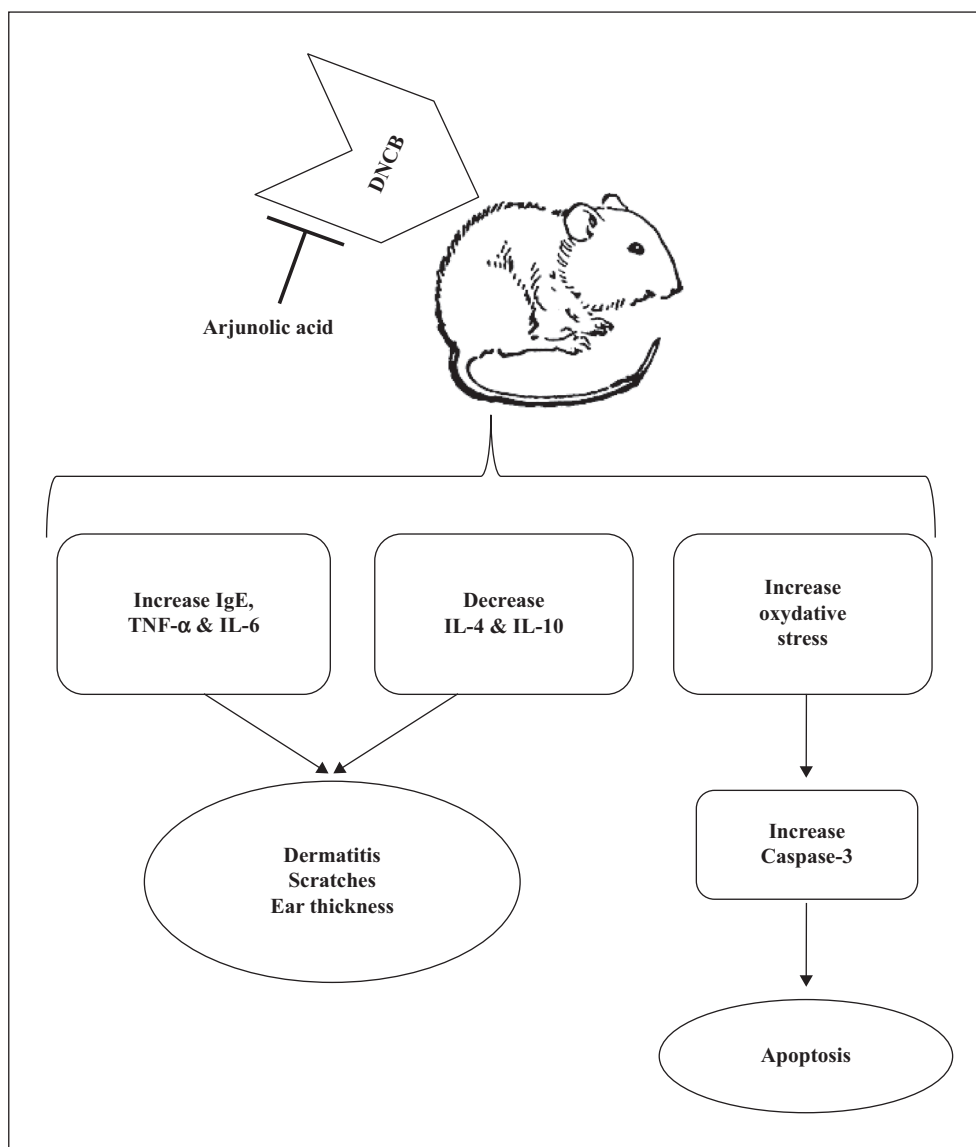 DNCB
Arjunolic acid
Increase IgE,
TNF-α & IL-6
Decrease
IL-4 & IL-10
Increase
oxydative
stress
Dermatitis
Scratches
Ear thickness
Increase
Caspase-3
Apoptosis